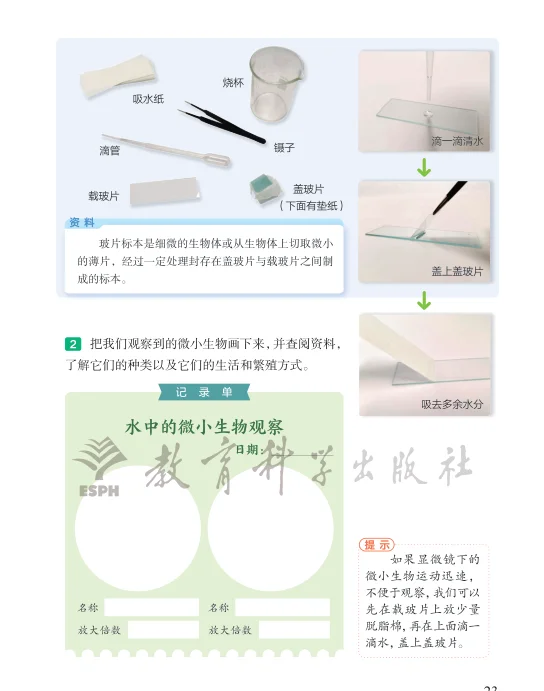 吸水纸
烧杯
滴管
镊子
载玻片
盖玻片
（下面有垫纸）
滴一滴清水
盖上盖玻片
吸去多余水分
资料
玻片标本是细微的生物体或从生物体上切取微小
的薄片，经过一定处理封存在盖玻片与载玻片之间制
成的标本。
2 把我们观察到的微小生物画下来，并查阅资料，
了解它们的种类以及它们的生活和繁殖方式。
记录单
水中的微小生物观察
日期：
ESPH 教育科学出版社
名称 名称
放大倍数 放大倍数
提示
如果显微镜下的
微小生物运动迅速，
不便于观察，我们可以
先在载玻片上放少量
脱脂棉，再在上面滴一
滴水，盖上盖玻片。